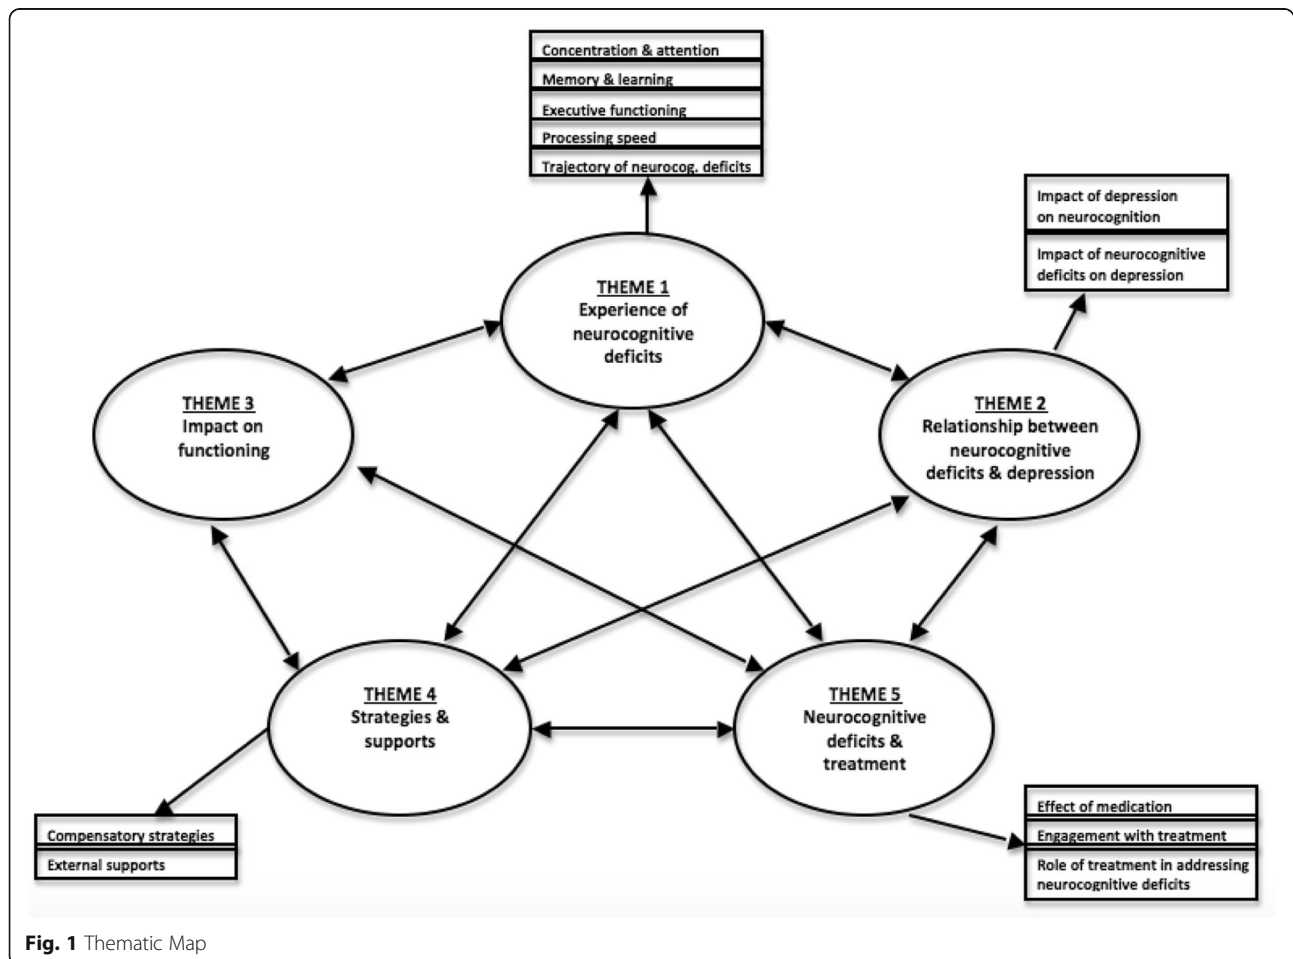 Concentration & attention
Memory & learning
Executive functioning
Processing speed
Trajectory of neurocog. deficits
Impact of depression
on neurocognition
Impact of neurocognitive
deficits on depression
THEME 1
Experience of
neurocognitive
deficits
THEME 3
Impact on
functioning
THEME 2
Relationship between
neurocognitive
deficits & depression
THEME 4
Strategies &
supports
THEME 5
Neurocognitive
deficits &
treatment
Compensatory strategies
External supports
Effect of medication
Engagement with treatment
Role of treatment in addressing
neurocognitive deficits
Fig. 1 Thematic Map